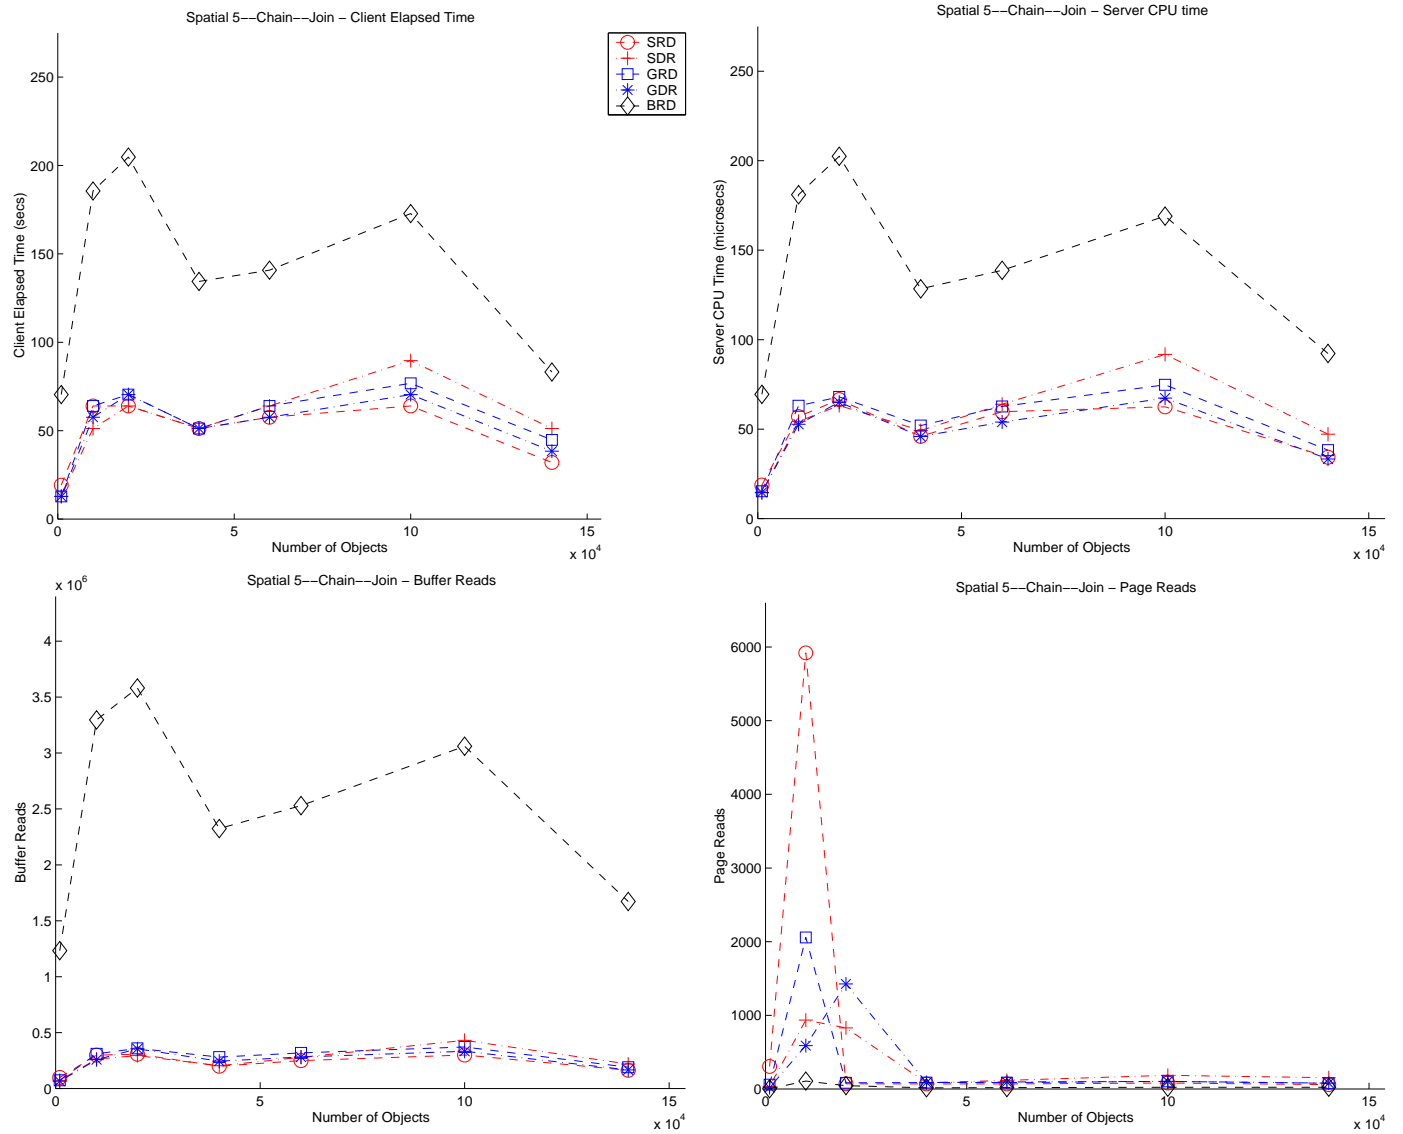 Spatial 5−−Chain−−Join − Client Elapsed Time
250
200
150
100
50
0
0 5 10 15
x 10^4
Number of Objects
Client Elapsed Time (secs)
SRD
SDR
GRD
GDR
BRD
Spatial 5−−Chain−−Join − Server CPU time
250
200
150
100
50
0
0 5 10 15
x 10^4
Number of Objects
Server CPU Time (microsecs)
Spatial 5−−Chain−−Join − Buffer Reads
x 10^6
4
3.5
3
2.5
2
1.5
1
0.5
0
0 5 10 15
x 10^4
Number of Objects
Buffer Reads
Spatial 5−−Chain−−Join − Page Reads
6000
5000
4000
3000
2000
1000
0
0 5 10 15
x 10^4
Number of Objects
Page Reads